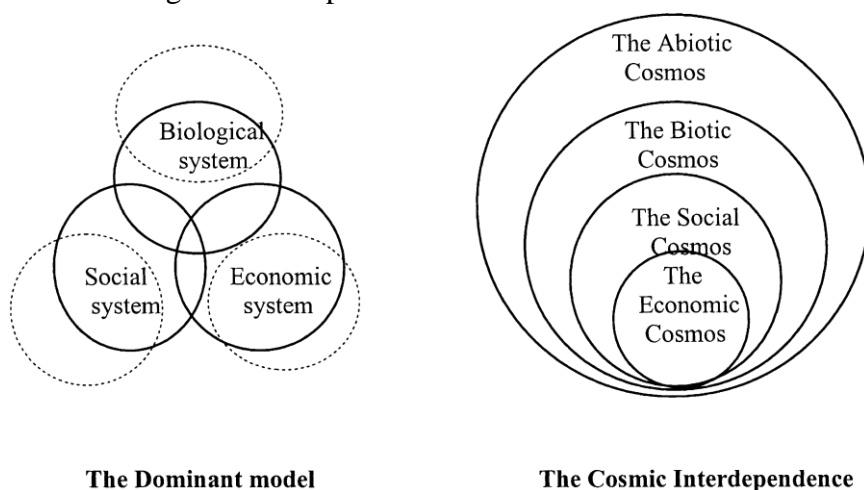 Biological
system
Social
system
Economic
system
The Abiotic
Cosmos
The Biotic
Cosmos
The Social
Cosmos
The
Economic
Cosmos
The Dominant model
The Cosmic Interdependence